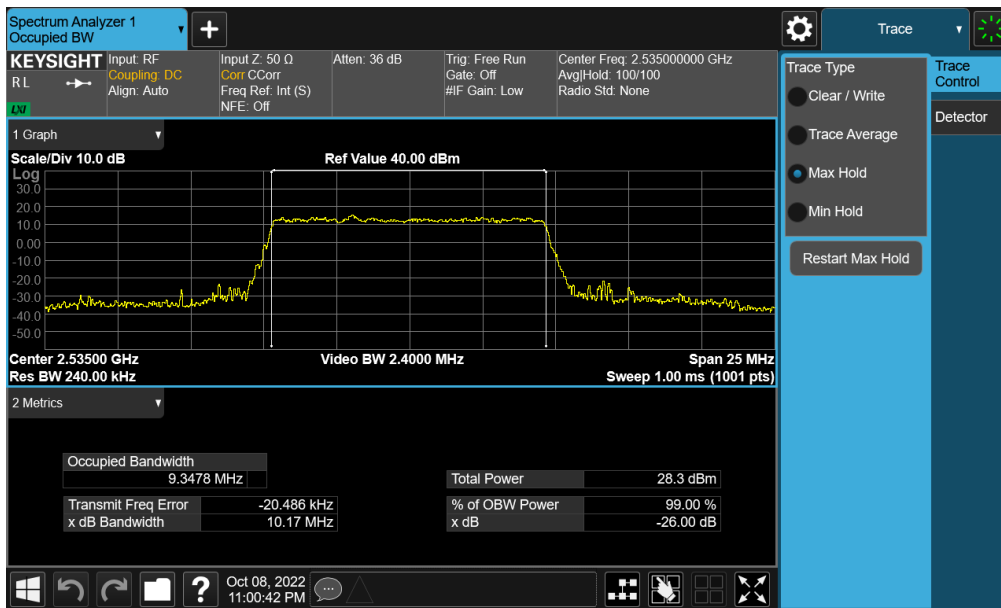 Spectrum Analyzer 1
Occupied BW
+
Trace
KEYSIGHT
R L
LXI
Input: RF
Coupling: DC
Align: Auto
Input Z: 50 Ω
Corr CCorr
Freq Ref: Int (S)
NFE: Off
Atten: 36 dB
Trig: Free Run
Gate: Off
#IF Gain: Low
Center Freq: 2.535000000 GHz
Avg|Hold: 100/100
Radio Std: None
Trace Type
Clear / Write
Trace Average
Max Hold
Min Hold
Restart Max Hold
Trace
Control
Detector
1 Graph
Scale/Div 10.0 dB
Ref Value 40.00 dBm
Log
30.0
20.0
10.0
0.00
-10.0
-20.0
-30.0
-40.0
-50.0
Center 2.53500 GHz
Video BW 2.4000 MHz
Span 25 MHz
Res BW 240.00 kHz
Sweep 1.00 ms (1001 pts)
2 Metrics
Occupied Bandwidth
9.3478 MHz
Total Power 28.3 dBm
Transmit Freq Error -20.486 kHz
% of OBW Power 99.00 %
x dB Bandwidth 10.17 MHz
x dB -26.00 dB
?
Oct 08, 2022
11:00:42 PM